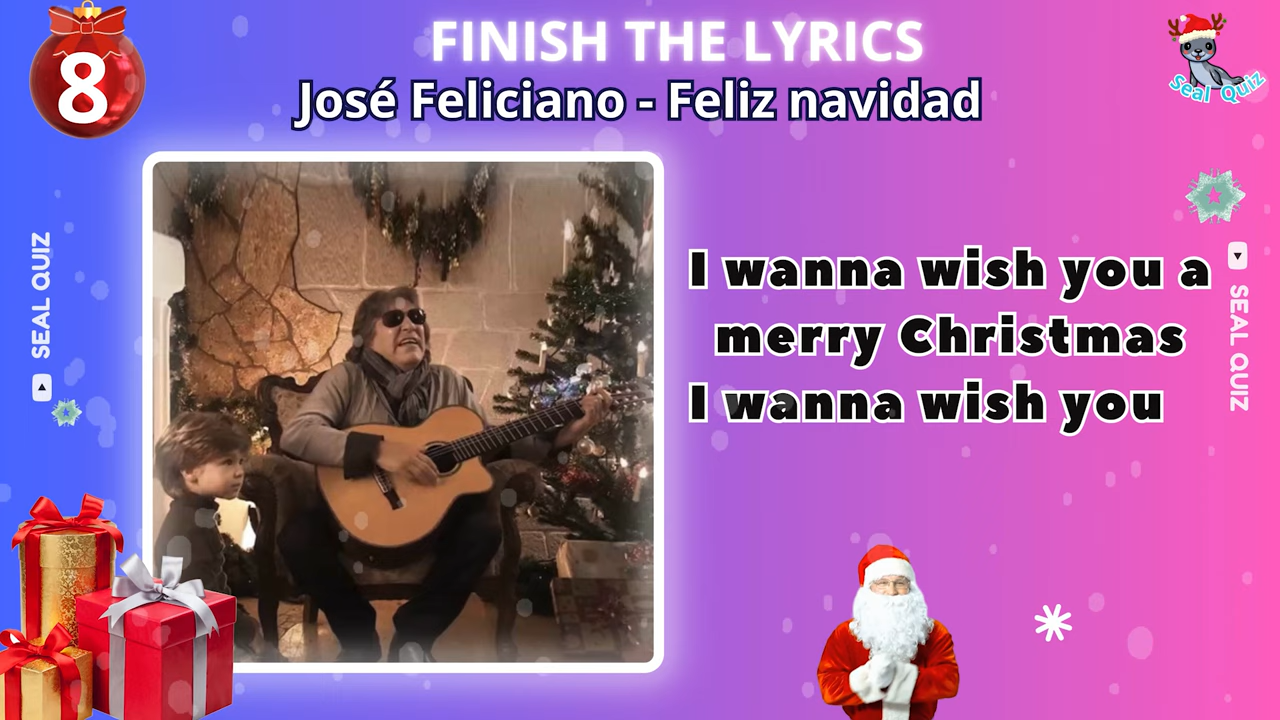 8
FINISH THE LYRICS
José Feliciano - Feliz navidad
Seal Quiz
SEAL QUIZ
I wanna wish you a
merry Christmas
I wanna wish you
SEAL QUIZ